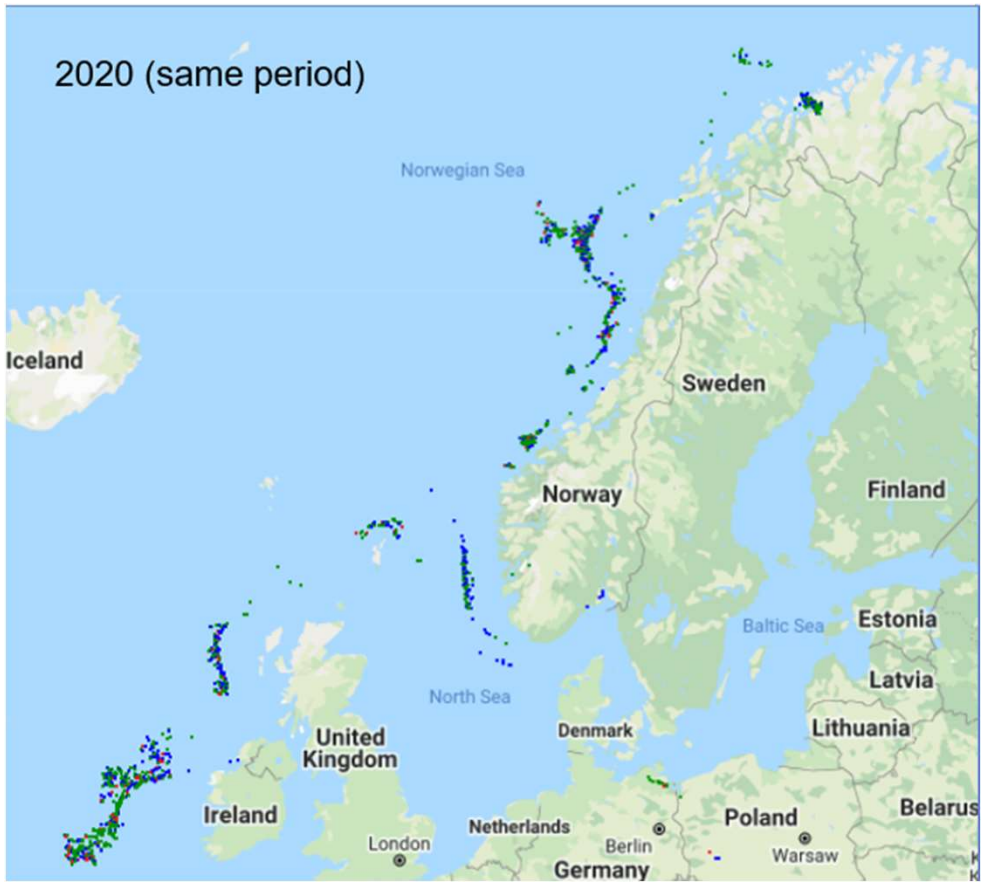 2020 (same period)
Norwegian Sea
Iceland
Sweden
Norway
Finland
Baltic Sea
Estonia
North Sea
Latvia
Lithuania
Denmark
United
Kingdom
Ireland
Netherlands
Poland
Belarus
London
Berlin
Warsaw
Germany
K
K